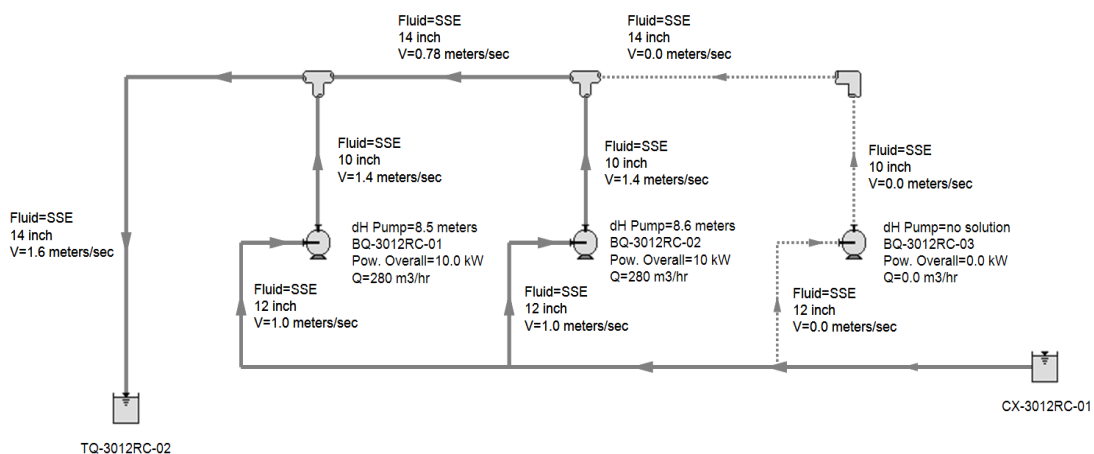 Fluid=SSE
14 inch
V=0.78 meters/sec
Fluid=SSE
14 inch
V=0.0 meters/sec
Fluid=SSE
10 inch
V=1.4 meters/sec
Fluid=SSE
10 inch
V=1.4 meters/sec
Fluid=SSE
10 inch
V=0.0 meters/sec
Fluid=SSE
14 inch
V=1.6 meters/sec
dH Pump=8.5 meters
BQ-3012RC-01
Pow. Overall=10.0 kW
Q=280 m3/hr
dH Pump=8.6 meters
BQ-3012RC-02
Pow. Overall=10 kW
Q=280 m3/hr
dH Pump=no solution
BQ-3012RC-03
Pow. Overall=0.0 kW
Q=0.0 m3/hr
Fluid=SSE
12 inch
V=1.0 meters/sec
Fluid=SSE
12 inch
V=1.0 meters/sec
Fluid=SSE
12 inch
V=0.0 meters/sec
CX-3012RC-01
TQ-3012RC-02